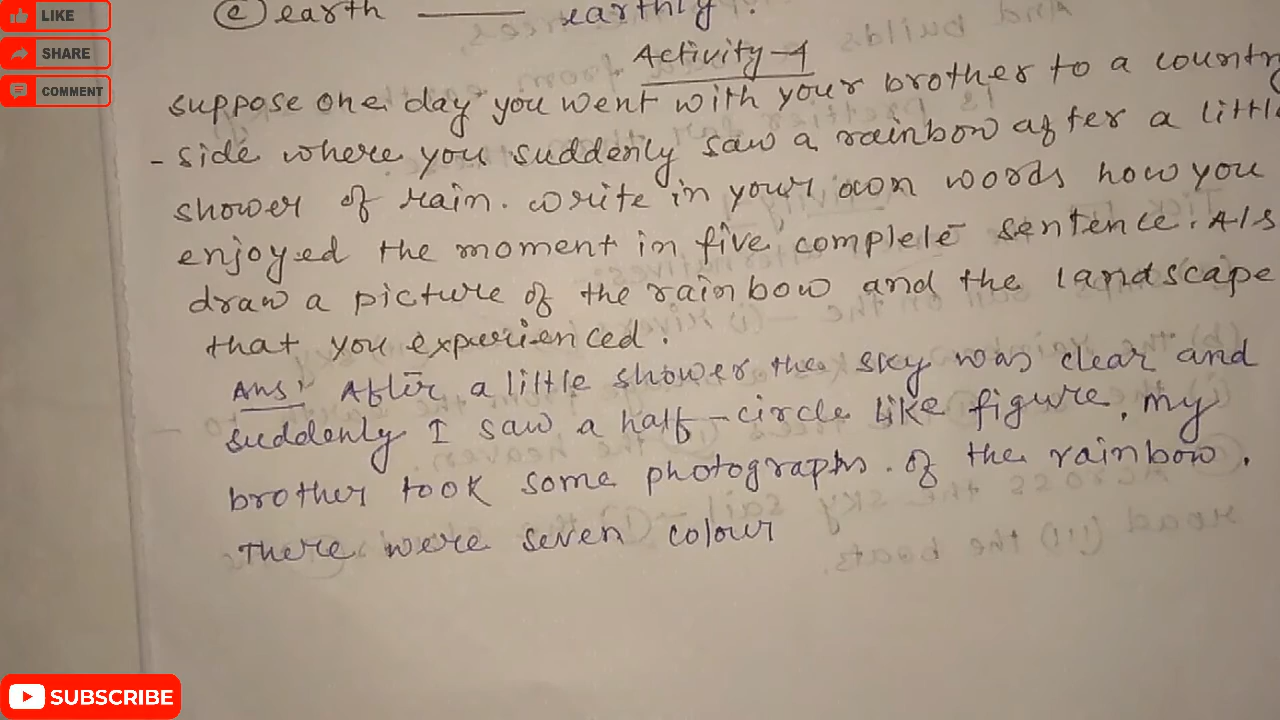 LIKE
SHARE
COMMENT
(e) earth ——— earthly.
Activity-4
suppose one day you went with your brother to a country
- side where you suddenly saw a rainbow after a little
shower of rain. write in your own words how you
enjoyed the moment in five complete sentence. Als
draw a picture of the rainbow and the landscape
that you experienced.
Ans: After a little shower the sky was clear and
suddenly I saw a half-circle like figure. My
brother took some photographs. of the rainbow.
There were seven colour
SUBSCRIBE